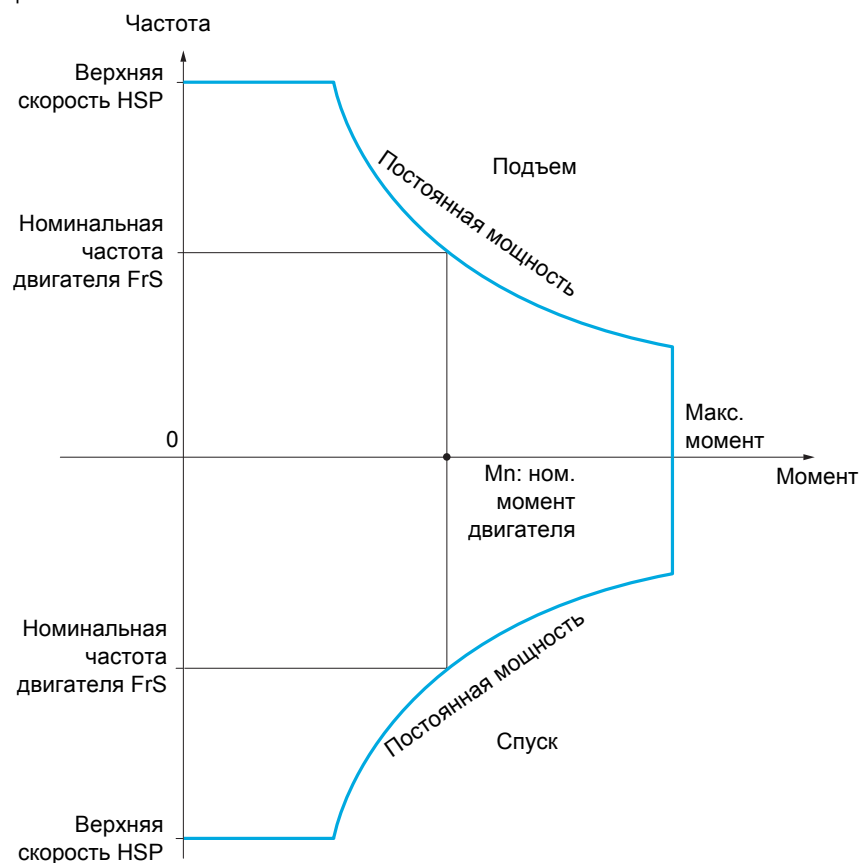 Частота
Верхняя
скорость HSP
Постоянная мощность
Подъем
Номинальная
частота
двигателя FrS
Макс.
момент
0
Момент
Mn: ном.
момент
двигателя
Номинальная
частота
двигателя FrS
Постоянная мощность
Спуск
Верхняя
скорость HSP